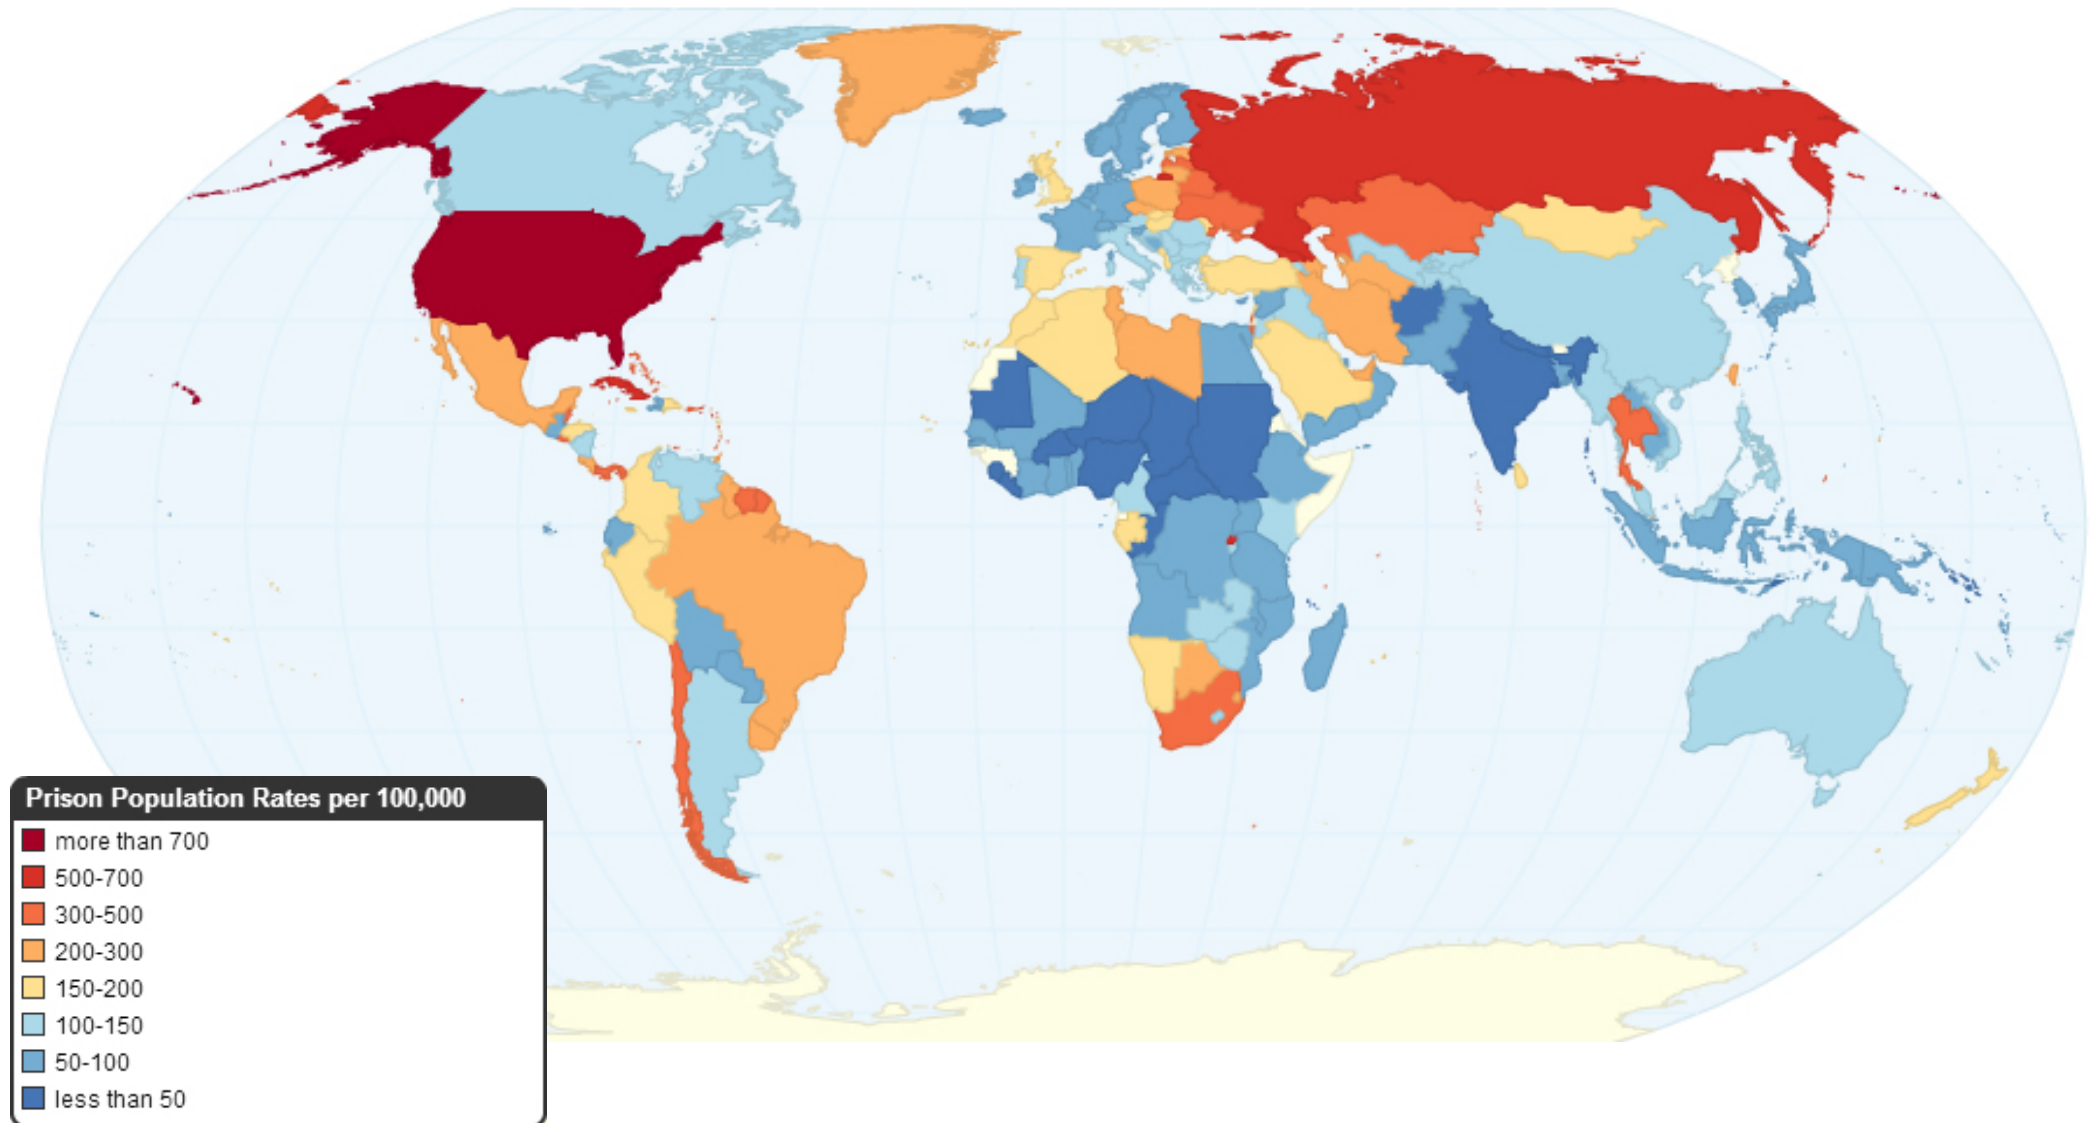 Prison Population Rates per 100,000
more than 700
500-700
300-500
200-300
150-200
100-150
50-100
less than 50